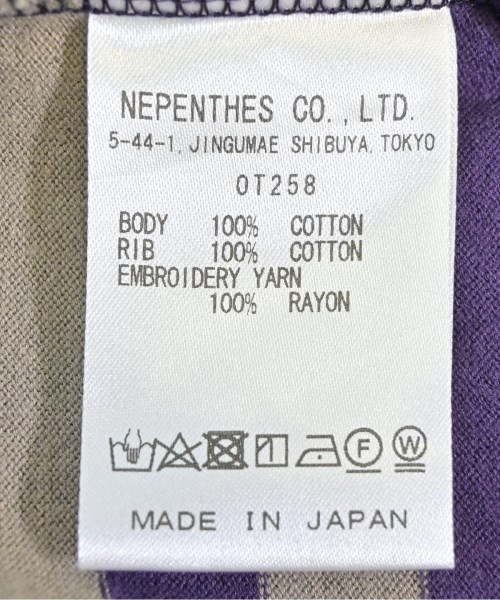 NEPENTHES CO.,LTD.
5-44-1, JINGUMAE SHIBUYA, TOKYO
OT258
BODY 100% COTTON
RIB 100% COTTON
EMBROIDERY YARN
100% RAYON
F W
MADE IN JAPAN